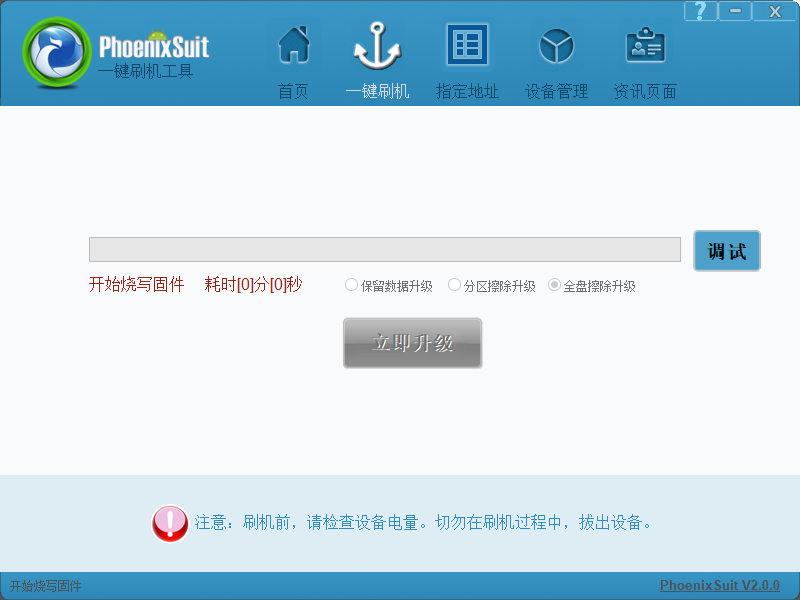 PhoenixSuit
一键刷机工具
首页 一键刷机 指定地址 设备管理 资讯页面
调试
开始烧写固件 耗时[0]分[0]秒 保留数据升级 分区擦除升级 全盘擦除升级
立即升级
注意：刷机前，请检查设备电量。切勿在刷机过程中，拔出设备。
开始烧写固件 PhoenixSuit V2.0.0